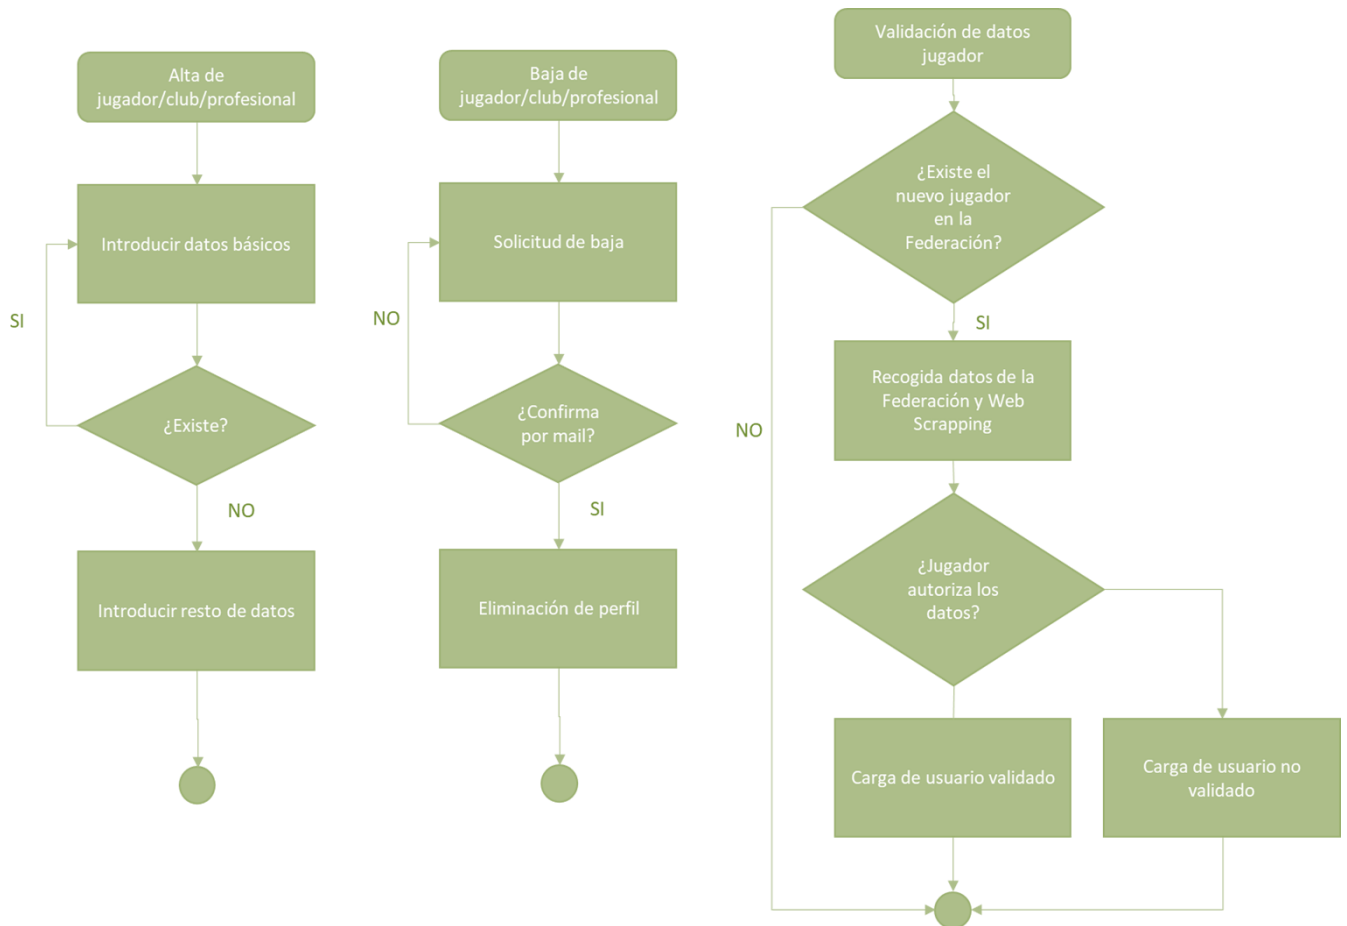 Alta de
jugador/club/profesional
Introducir datos básicos
SI
¿Existe?
NO
Introducir resto de datos
Baja de
jugador/club/profesional
Solicitud de baja
NO
¿Confirma
por mail?
SI
Eliminación de perfil
Validación de datos
jugador
¿Existe el
nuevo jugador
en la
Federación?
SI
NO
Recogida datos de la
Federación y Web
Scrapping
¿Jugador
autoriza los
datos?
Carga de usuario validado
Carga de usuario no
validado